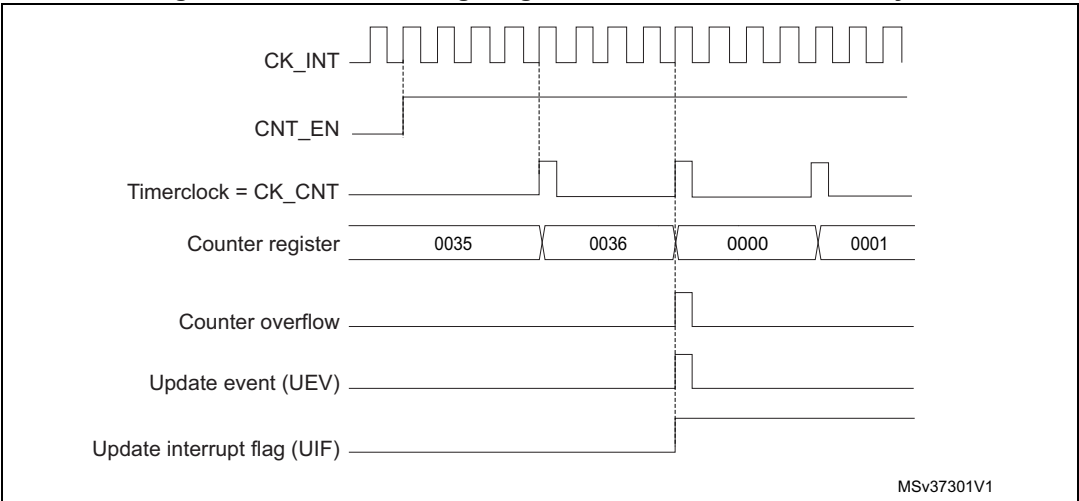 CK_INT
CNT_EN
Timerclock = CK_CNT
Counter register 0035 0036 0000 0001
Counter overflow
Update event (UEV)
Update interrupt flag (UIF)
MSv37301V1